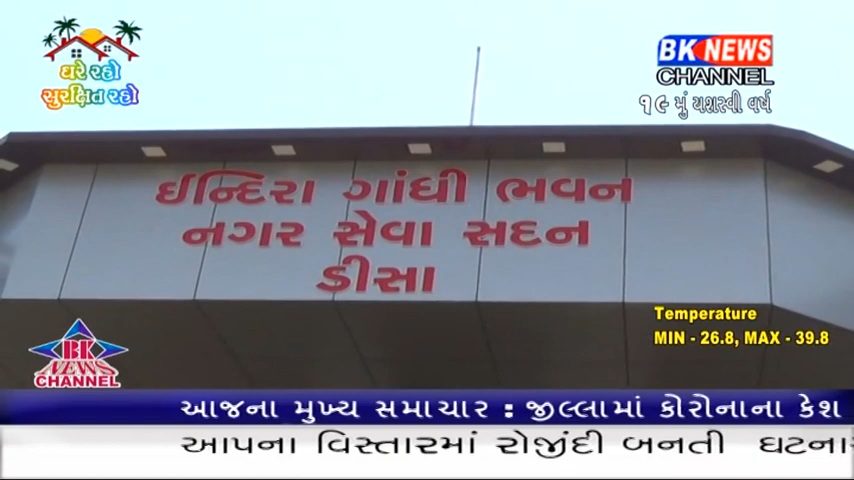 ઘરે રહો
સુરક્ષિત રહો
BK NEWS
CHANNEL
૧૯ મું યશસ્વી વર્ષ
ઈન્દિરા ગાંધી ભવન
નગર સેવા સદન
ડીસા
Temperature
MIN - 26.8, MAX - 39.8
BK
NEWS
CHANNEL
આજના મુખ્ય સમાચાર : જીલ્લામાં કોરોનાના કેશ
આપના વિસ્તારમાં રોજીંદી બનતી ઘટના